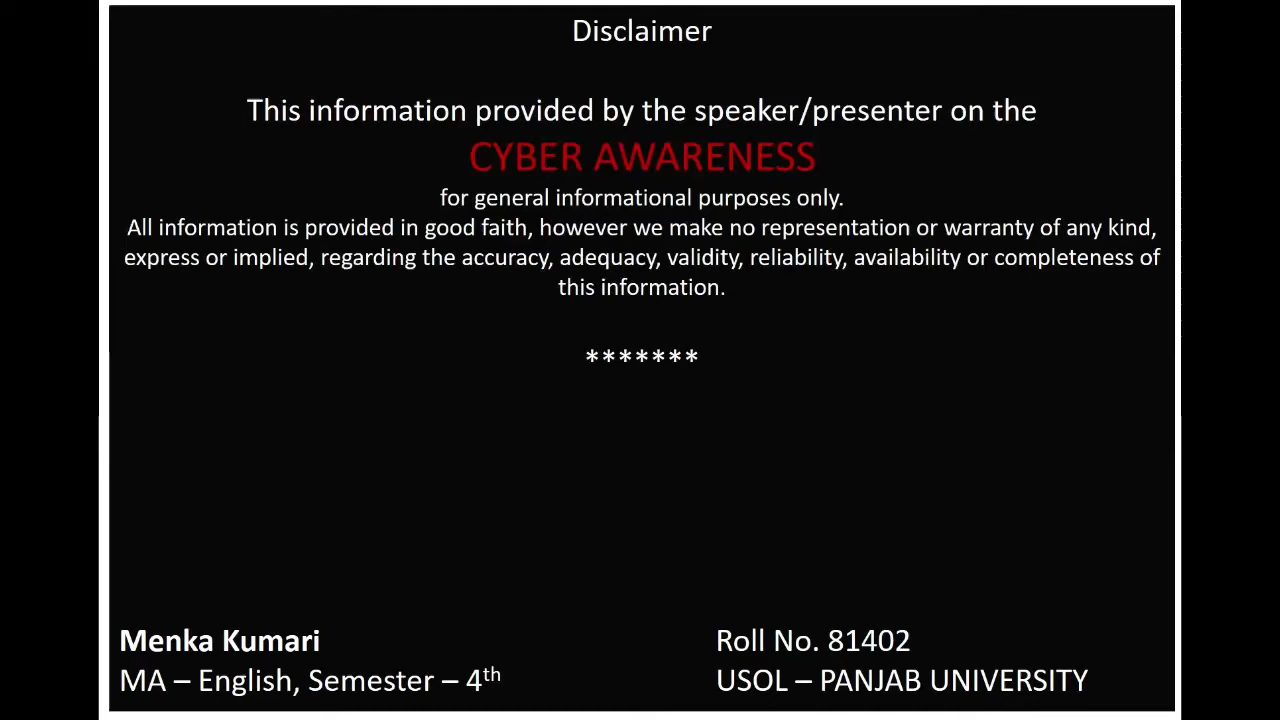 Disclaimer
This information provided by the speaker/presenter on the
CYBER AWARENESS
for general informational purposes only.
All information is provided in good faith, however we make no representation or warranty of any kind,
express or implied, regarding the accuracy, adequacy, validity, reliability, availability or completeness of
this information.
*******
Menka Kumari
Roll No. 81402
MA – English, Semester – 4th
USOL – PANJAB UNIVERSITY